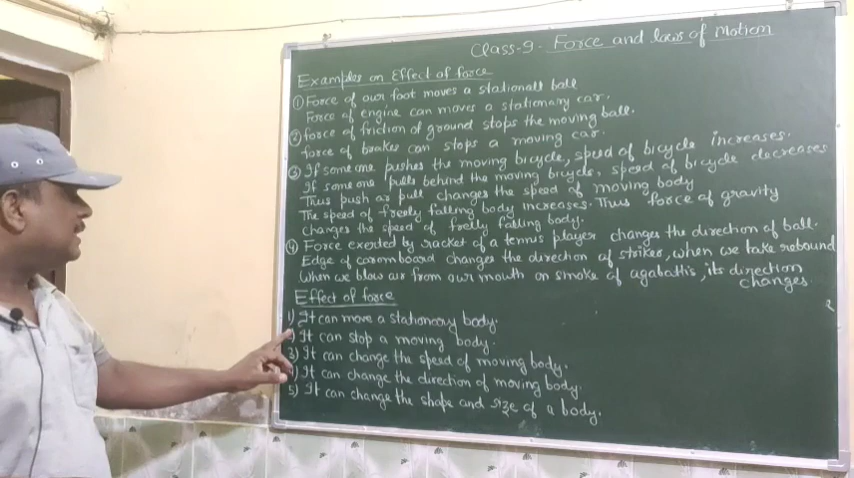 Class-9. Force and laws of Motion
Examples on Effect of force
① Force of our foot moves a stationall ball
Force of engine can moves a stationary car.
② force of friction of ground stops the moving ball.
force of brakes can stops a moving car.
③ If some one pushes the moving bicycle, speed of bicycle increases.
If some one pulls behind the moving bicycle, speed of bicycle decreases
Thus push or pull changes the speed of moving body
The speed of freely falling body increases. Thus force of gravity
changes the speed of frelly falling body.
④ Force exerted by racket of a tennis player changes the direction of ball.
Edge of caromboard changes the direction of striker, when we take rebound
When we blow air from our mouth on smoke of agabattis, its direction
changes.
Effect of force
1) It can move a stationary body.
It can stop a moving body.
3) It can change the speed of moving body.
4) It can change the direction of moving body.
5) It can change the shape and size of a body.